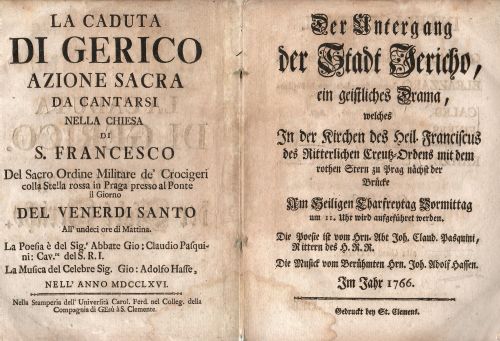 LA CADUTA
DI GERICO
AZIONE SACRA
DA CANTARSI
NELLA CHIESA
DI
S. FRANCESCO
Del Sacro Ordine Militare de' Crocigeri
colla Stella rossa in Praga presso al Ponte
il Giorno
DEL VENERDI SANTO
All' undeci ore di Mattina.
La Poesia è del Sig.r Abbate Gio: Claudio Pasqui-
ni: Cav.re del S. R. I.
La Musica del Celebre Sig. Gio: Adolfo Hasse,
NELL' ANNO MDCCLXVI.
Nella Stamperia dell' Università Carol. Ferd. nel Colleg. della
Compagnia di GEsù à S. Clemente.
Der Untergang
der Stadt Jericho,
ein geistliches Drama,
welches
In der Kirchen des Heil. Franciscus
des Ritterlichen Creutz-Ordens mit dem
rothen Stern zu Prag nächst der
Brücke
Am Heiligen Charfreytag Vormittag
um 11. Uhr wird aufgeführet werden.
Die Poesie ist vom Hrn. Abt Joh. Claud. Pasquini,
Rittern des H. R. R.
Die Musick vom Berühmten Hrn. Joh. Adolf Hassen.
Im Jahr 1766.
Gedruckt bey St. Clement.